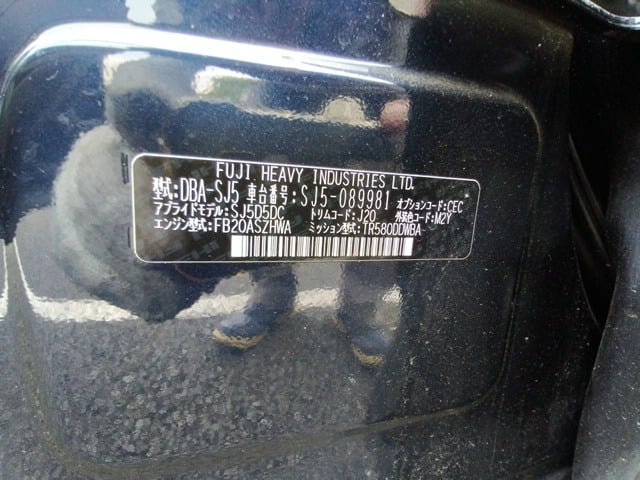 FUJI HEAVY INDUSTRIES LTD.
型式:DBA-SJ5 車台番号:SJ5-089981 オプションコード:CEC
アプライドモデル:SJ5D5DC トリムコード:J20 外装色コード:M2Y
エンジン型式:FB20ASZHWA ミッション型式:TR580DDWBA